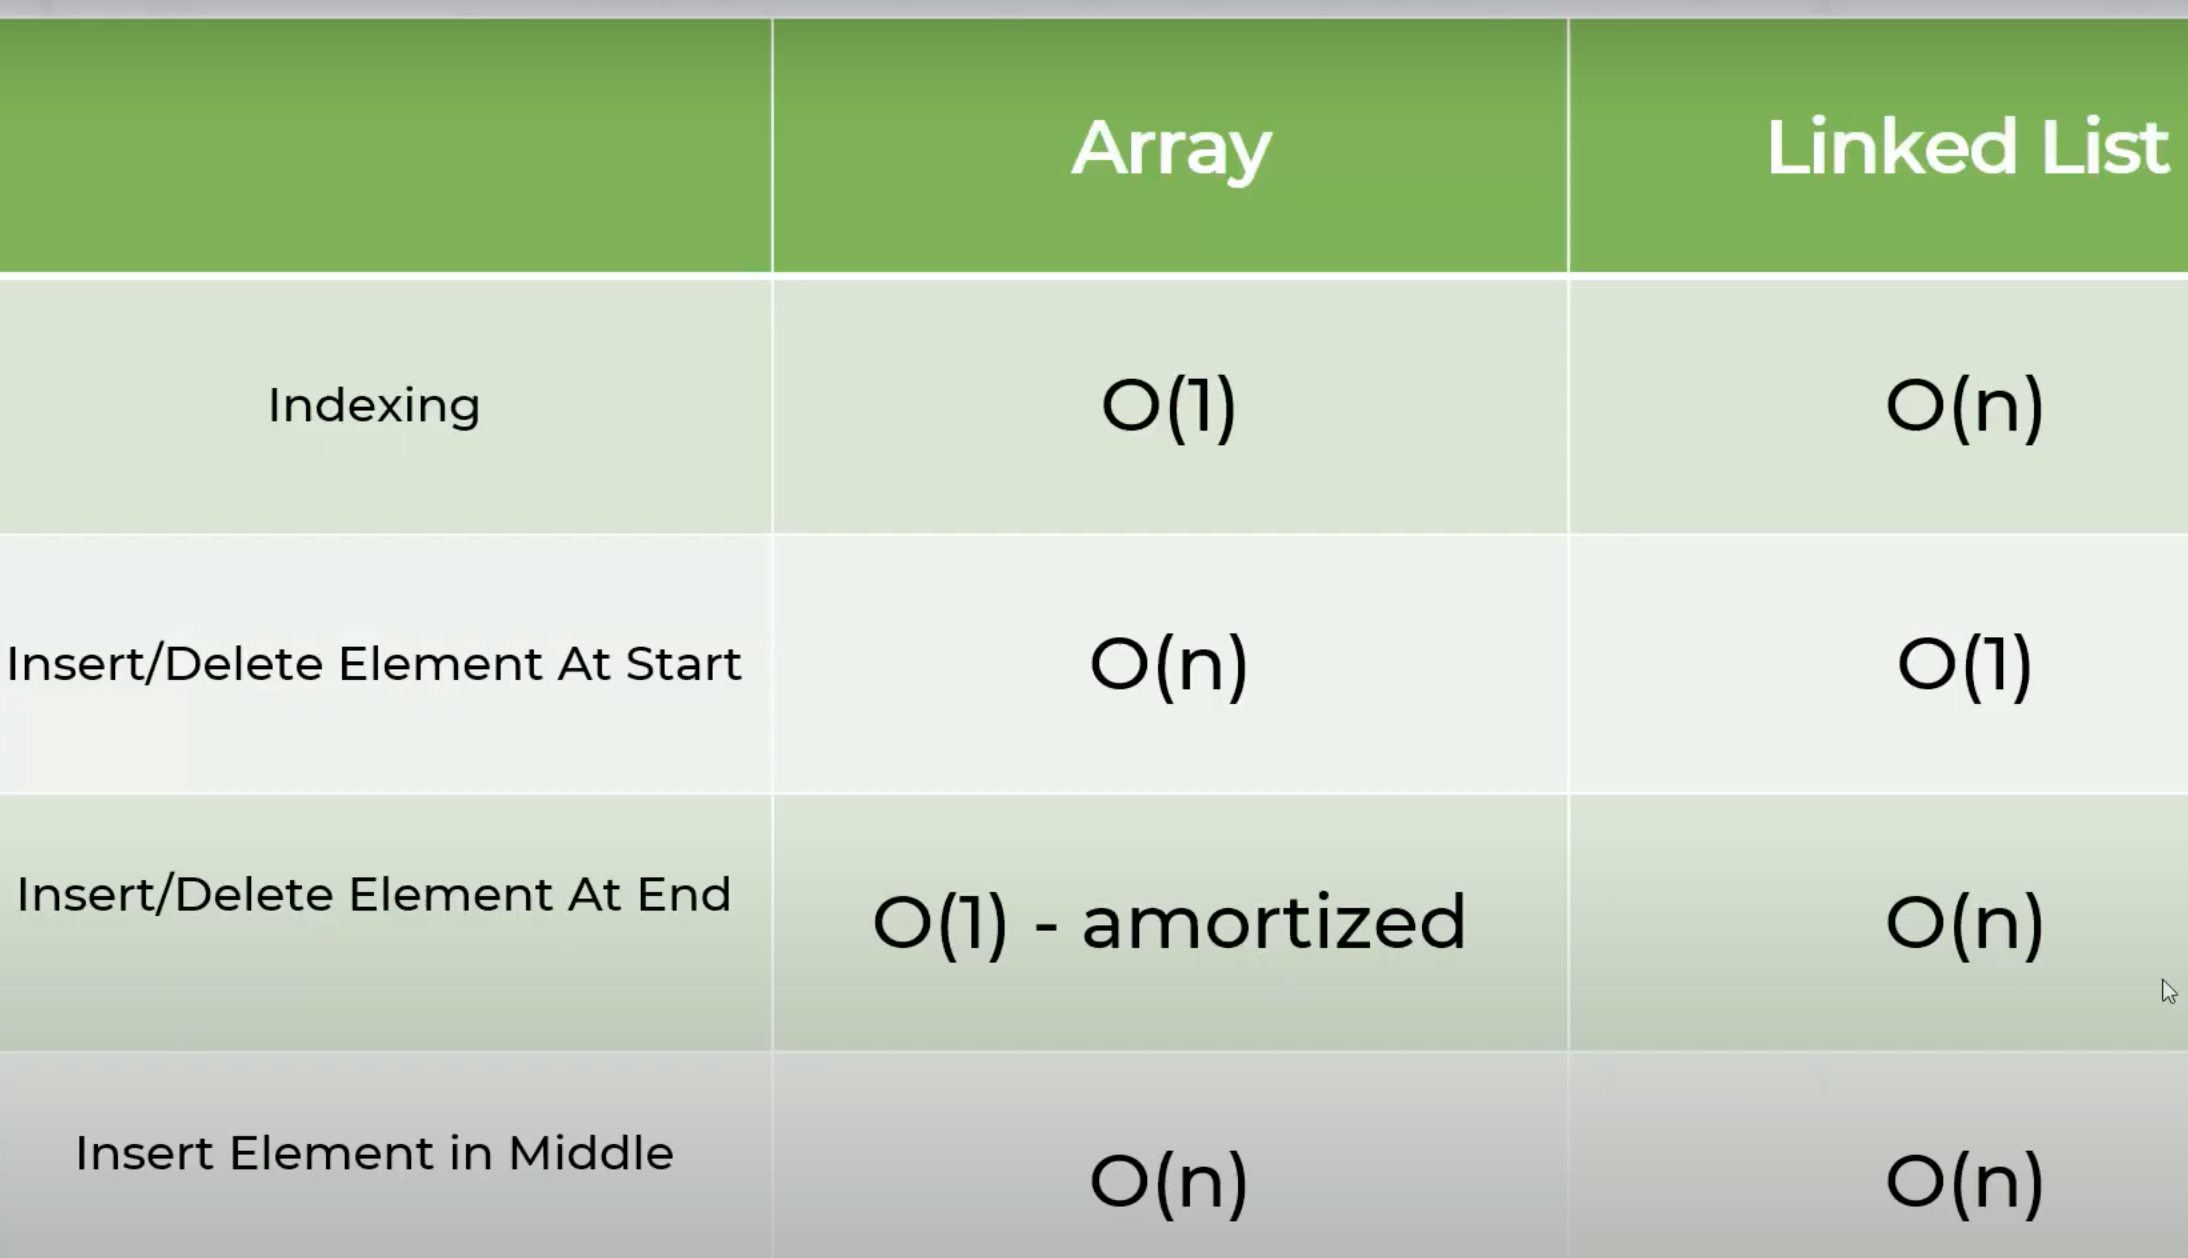 Array Linked List
Indexing O(1) O(n)
Insert/Delete Element At Start O(n) O(1)
Insert/Delete Element At End O(1) - amortized O(n)
Insert Element in Middle O(n) O(n)